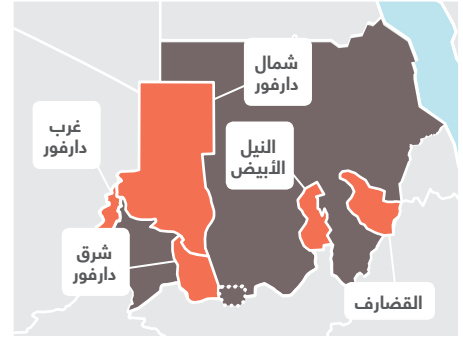 شمال
دارفور
غرب
دارفور
النيل
الأبيض
شرق
دارفور
القضارف